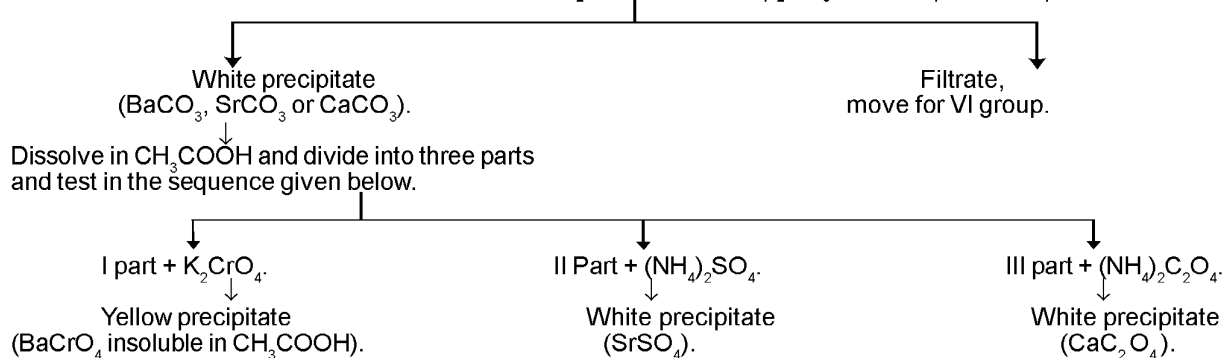 White precipitate
(BaCO₃, SrCO₃ or CaCO₃).
Filtrate,
move for VI group.
Dissolve in CH₃COOH and divide into three parts
and test in the sequence given below.
I part + K₂CrO₄.
II Part + (NH₄)₂SO₄.
III part + (NH₄)₂C₂O₄.
Yellow precipitate
(BaCrO₄ insoluble in CH₃COOH).
White precipitate
(SrSO₄).
White precipitate
(CaC₂O₄).